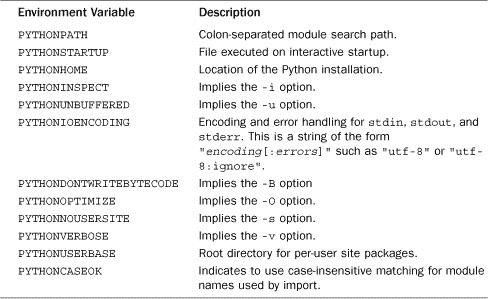 Environment Variable Description
PYTHONPATH Colon-separated module search path.
PYTHONSTARTUP File executed on interactive startup.
PYTHONHOME Location of the Python installation.
PYTHONINSPECT Implies the -i option.
PYTHONUNBUFFERED Implies the -u option.
PYTHONIOENCODING Encoding and error handling for stdin, stdout, and
stderr. This is a string of the form
"encoding[:errors]" such as "utf-8" or "utf-
8:ignore".
PYTHONDONTWRITEBYTECODE Implies the -B option
PYTHONOPTIMIZE Implies the -O option.
PYTHONNOUSERSITE Implies the -s option.
PYTHONVERBOSE Implies the -v option.
PYTHONUSERBASE Root directory for per-user site packages.
PYTHONCASEOK Indicates to use case-insensitive matching for module
names used by import.